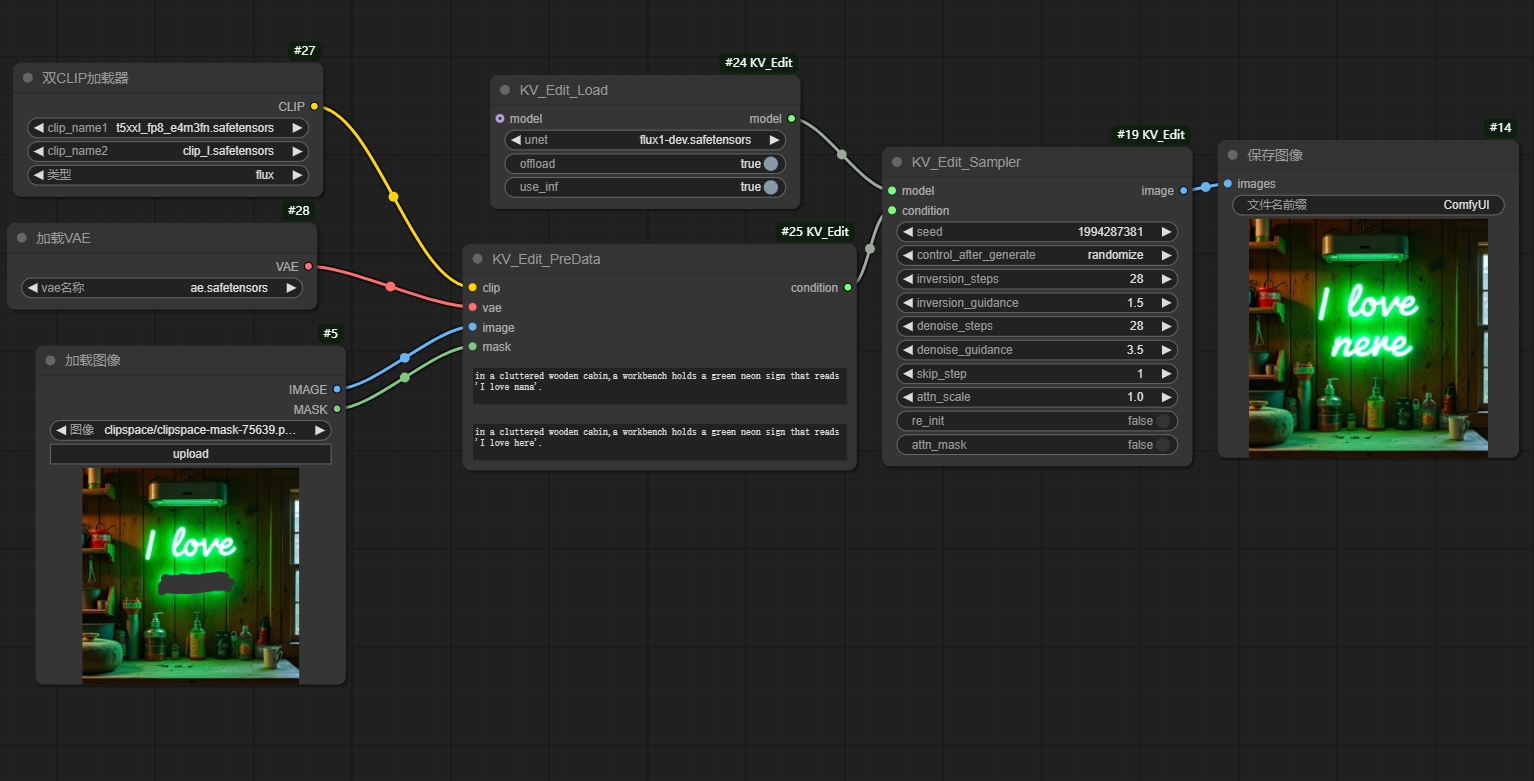 #27
双CLIP加载器
CLIP
clip_name1 t5xxl_fp8_e4m3fn.safetensors
clip_name2 clip_l.safetensors
类型 flux
#28
加载VAE
VAE
vae名称 ae.safetensors
#5
加载图像
IMAGE
MASK
图像 clipspace/clipspace-mask-75639.p...
upload
I love
#24 KV_Edit
KV_Edit_Load
model model
unet flux1-dev.safetensors
offload true
use_inf true
#25 KV_Edit
KV_Edit_PreData
clip condition
vae
image
mask
in a cluttered wooden cabin,a workbench holds a green neon sign that reads
'I love nana'.
in a cluttered wooden cabin,a workbench holds a green neon sign that reads
'I love here'.
#19 KV_Edit
KV_Edit_Sampler
model image
condition
seed 1994287381
control_after_generate randomize
inversion_steps 28
inversion_guidance 1.5
denoise_steps 28
denoise_guidance 3.5
skip_step 1
attn_scale 1.0
re_init false
attn_mask false
#14
保存图像
images
文件名前缀 ComfyUI
I love
nere